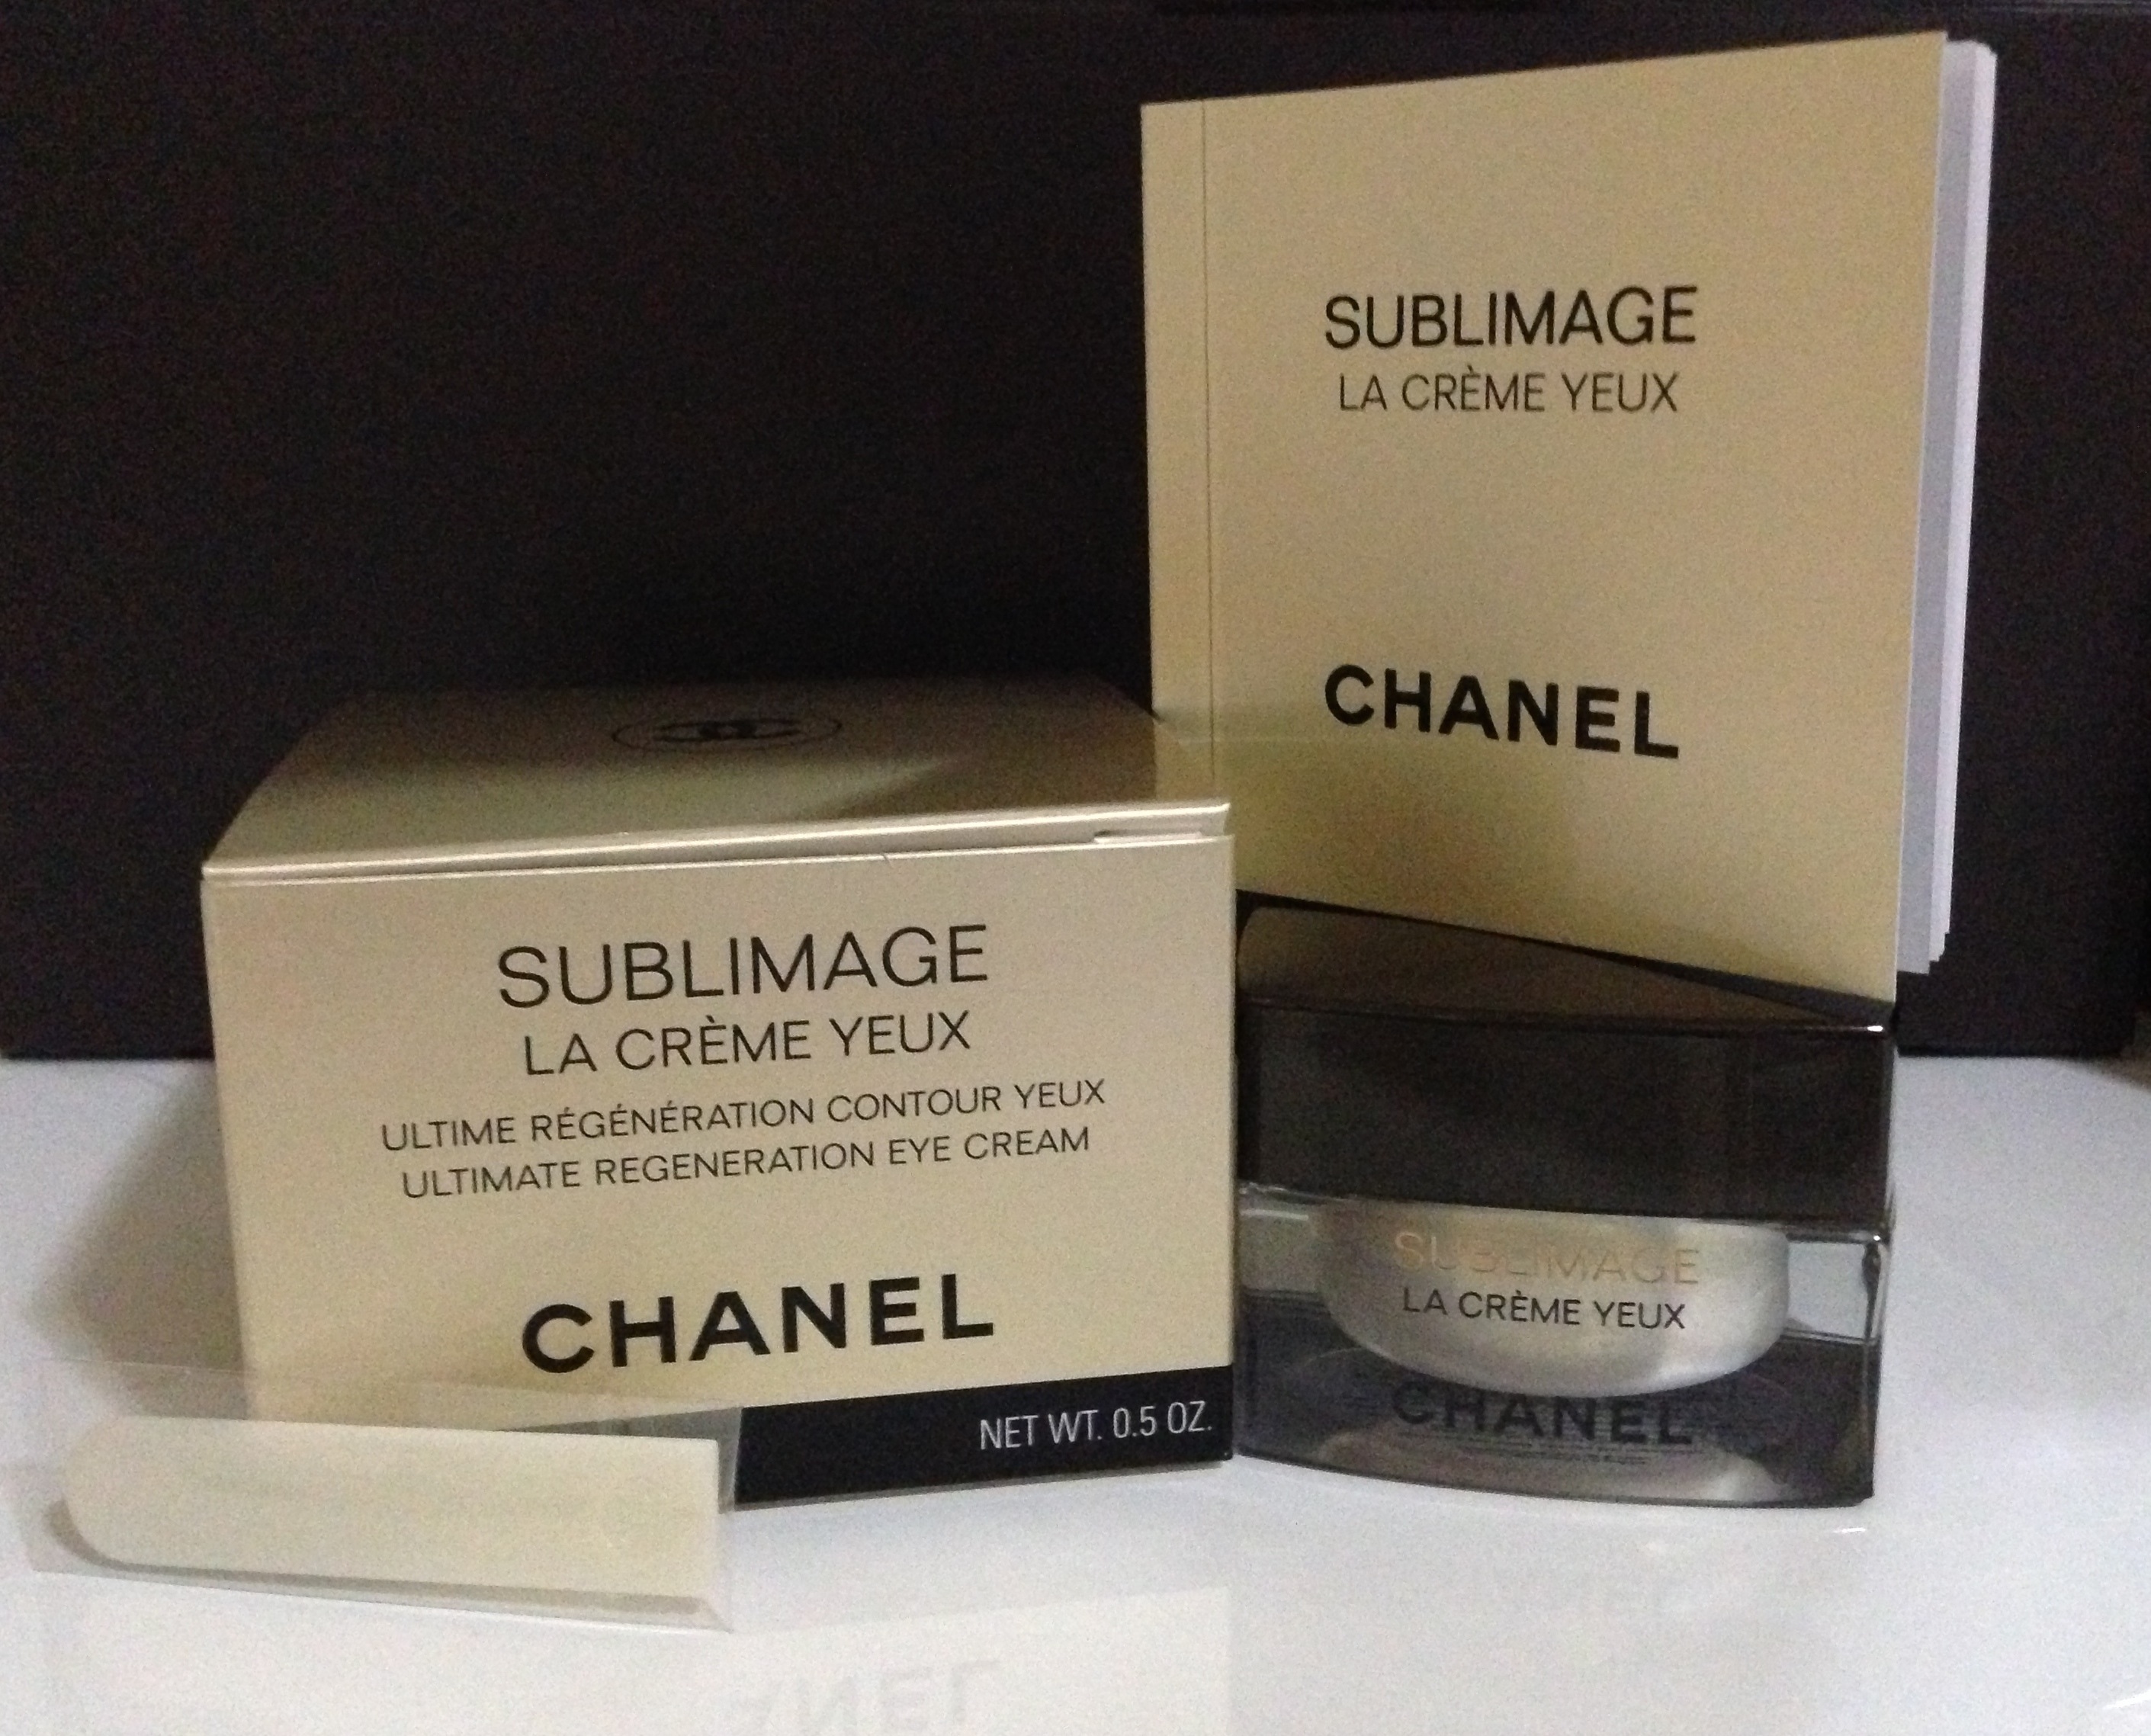 SUBLIMAGE
LA CRÈME YEUX
CHANEL
SUBLIMAGE
LA CRÈME YEUX
ULTIME RÉGÉNÉRATION CONTOUR YEUX
ULTIMATE REGENERATION EYE CREAM
CHANEL
NET WT. 0.5 OZ.
SUBLIMAGE
LA CRÈME YEUX
CHANEL